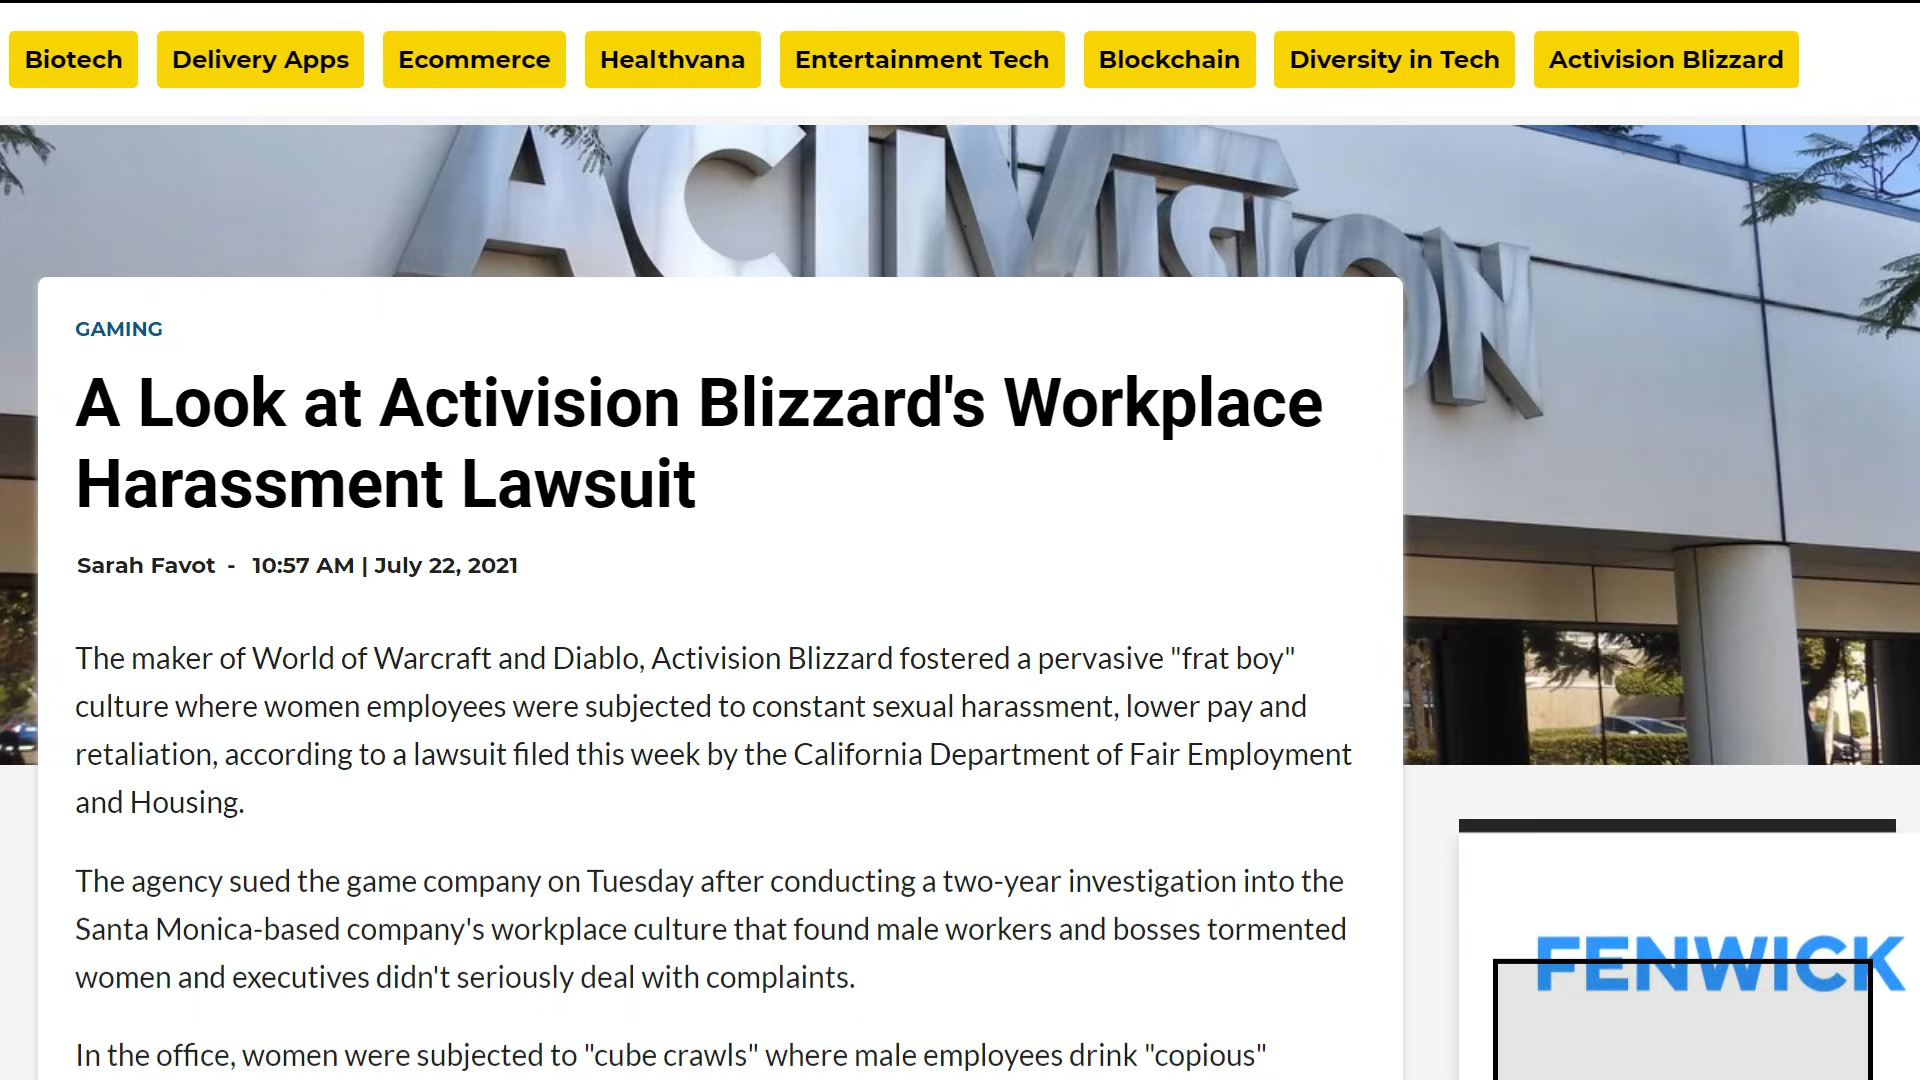 Biotech
Delivery Apps
Ecommerce
Healthvana
Entertainment Tech
Blockchain
Diversity in Tech
Activision Blizzard
ACTIVISION
GAMING
A Look at Activision Blizzard's Workplace
Harassment Lawsuit
Sarah Favot - 10:57 AM | July 22, 2021
The maker of World of Warcraft and Diablo, Activision Blizzard fostered a pervasive "frat boy"
culture where women employees were subjected to constant sexual harassment, lower pay and
retaliation, according to a lawsuit filed this week by the California Department of Fair Employment
and Housing.
The agency sued the game company on Tuesday after conducting a two-year investigation into the
Santa Monica-based company's workplace culture that found male workers and bosses tormented
women and executives didn't seriously deal with complaints.
In the office, women were subjected to "cube crawls" where male employees drink "copious"
FENWICK